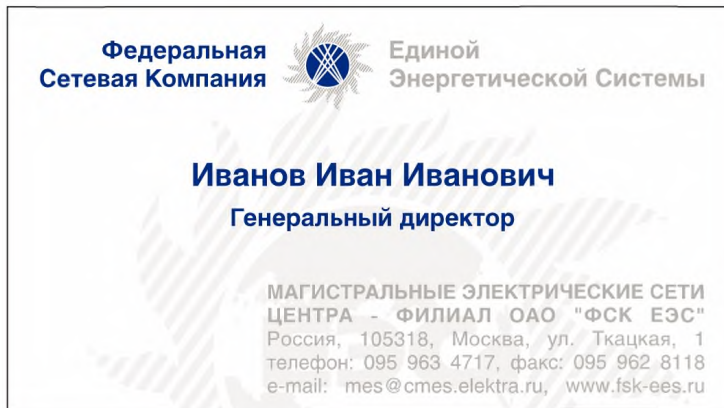 Федеральная
Сетевая Компания
Единой
Энергетической Системы
Иванов Иван Иванович
Генеральный директор
МАГИСТРАЛЬНЫЕ ЭЛЕКТРИЧЕСКИЕ СЕТИ
ЦЕНТРА - ФИЛИАЛ ОАО "ФСК ЕЭС"
Россия, 105318, Москва, ул. Ткацкая, 1
телефон: 095 963 4717, факс: 095 962 8118
e-mail: mes@cmes.elektra.ru, www.fsk-ees.ru